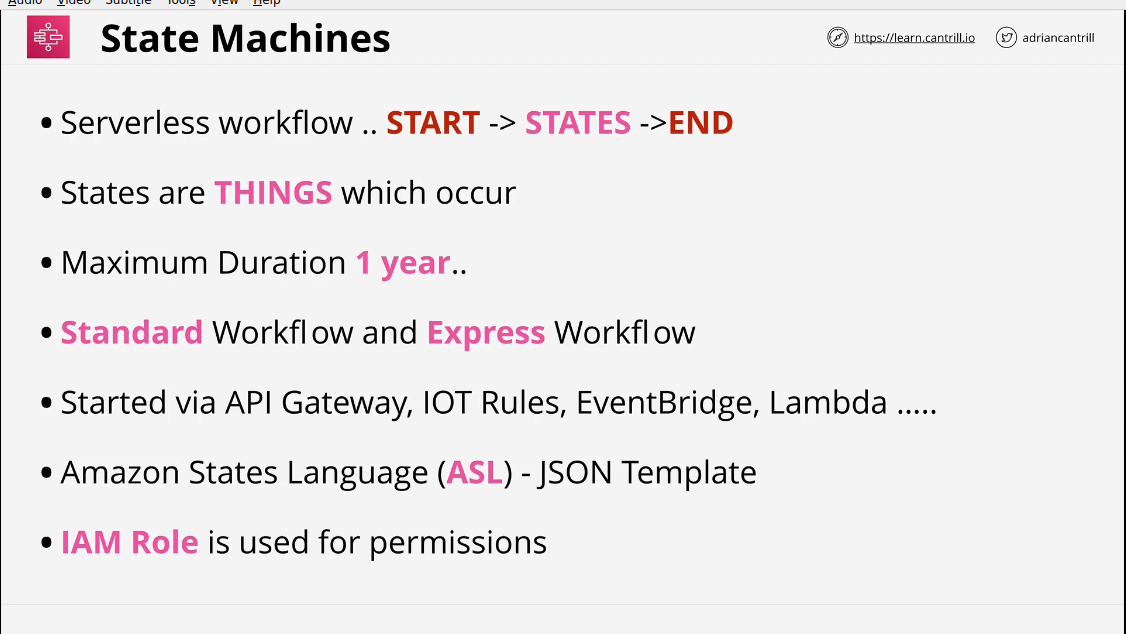 Audio Video Subtitle Tools View Help
State Machines
https://learn.cantrill.io adriancantrill
• Serverless workflow .. START -> STATES ->END
• States are THINGS which occur
• Maximum Duration 1 year..
• Standard Workflow and Express Workflow
• Started via API Gateway, IOT Rules, EventBridge, Lambda .....
• Amazon States Language (ASL) - JSON Template
• IAM Role is used for permissions